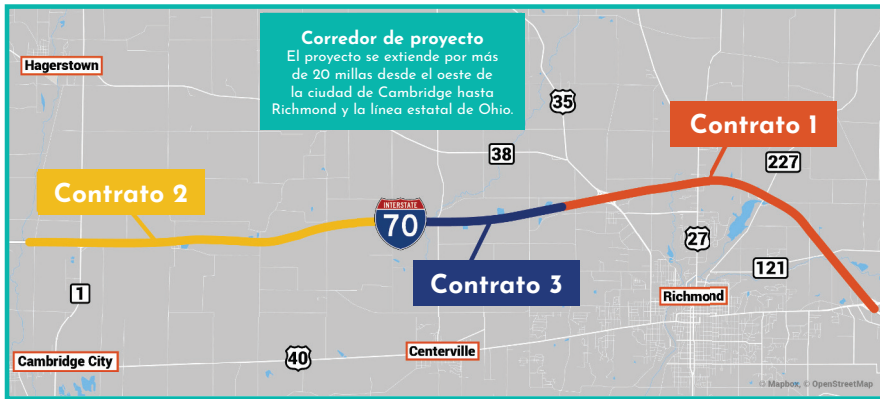 Corredor de proyecto
El proyecto se extiende por más
de 20 millas desde el oeste de
la ciudad de Cambridge hasta
Richmond y la línea estatal de Ohio.
Hagerstown
35
Contrato 1
38
227
Contrato 2
INTERSTATE
70
27
Contrato 3
121
1
Richmond
Cambridge City
40
Centerville
© Mapbox, © OpenStreetMap